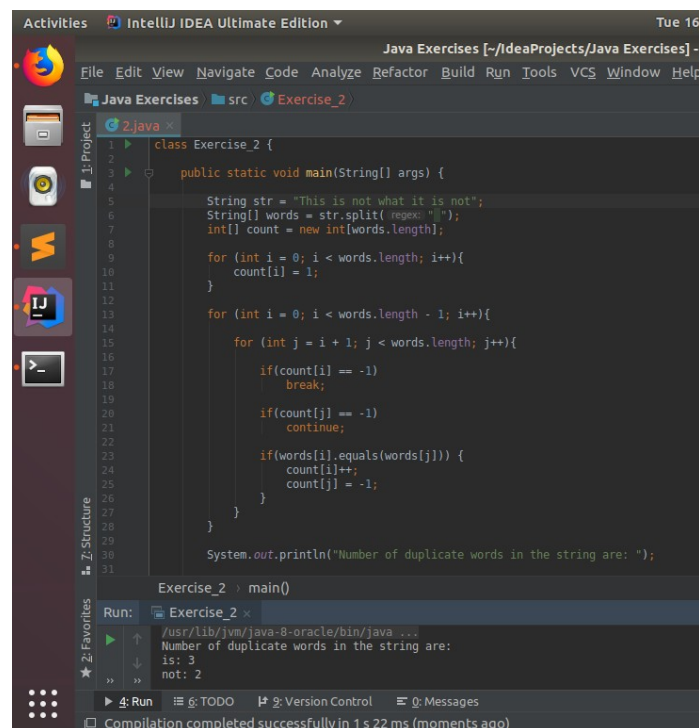 Activities IntelliJ IDEA Ultimate Edition Tue 16
Java Exercises [~/IdeaProjects/Java Exercises] -
File Edit View Navigate Code Analyze Refactor Build Run Tools VCS Window Help
Java Exercises src Exercise_2
2.java ×
1: Project
1 class Exercise_2 {
2
3 public static void main(String[] args) {
4
5 String str = "This is not what it is not";
6 String[] words = str.split( regex: " ");
7 int[] count = new int[words.length];
8
9 for (int i = 0; i < words.length; i++){
10 count[i] = 1;
11 }
12
13 for (int i = 0; i < words.length - 1; i++){
14
15 for (int j = i + 1; j < words.length; j++){
16
17 if(count[i] == -1)
18 break;
19
20 if(count[j] == -1)
21 continue;
22
23 if(words[i].equals(words[j])) {
24 count[i]++;
25 count[j] = -1;
26 }
27 }
28 }
29
30 System.out.println("Number of duplicate words in the string are: ");
31
7: Structure
Exercise_2 > main()
2: Favorites
Run: Exercise_2 ×
/usr/lib/jvm/java-8-oracle/bin/java ...
Number of duplicate words in the string are:
is: 3
not: 2
4: Run 6: TODO 9: Version Control 0: Messages
Compilation completed successfully in 1 s 22 ms (moments ago)